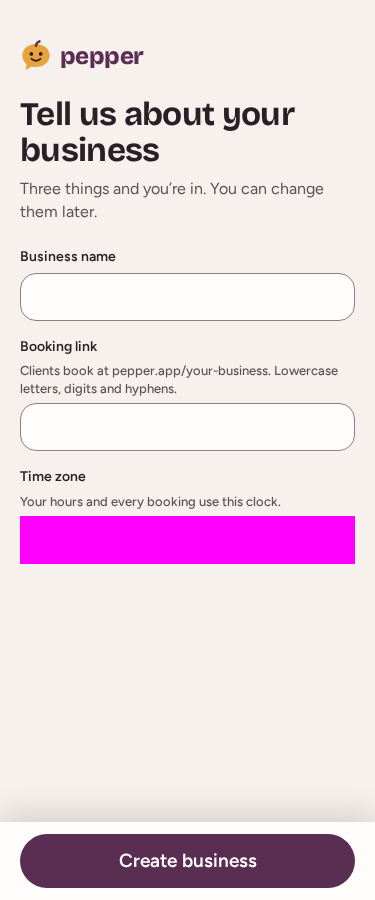 pepper
Tell us about your
business
Three things and you’re in. You can change
them later.
Business name
Booking link
Clients book at pepper.app/your-business. Lowercase
letters, digits and hyphens.
Time zone
Your hours and every booking use this clock.
Create business